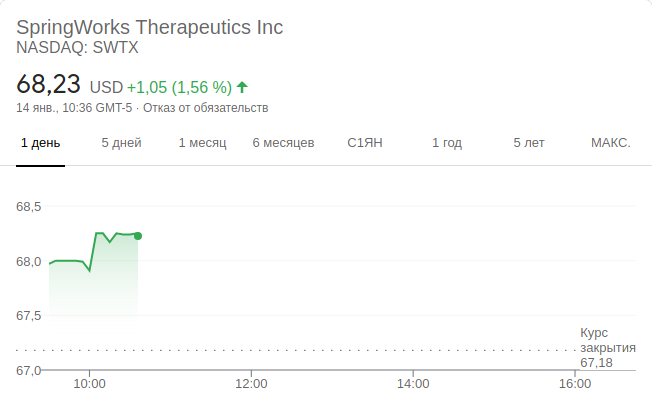 SpringWorks Therapeutics Inc
NASDAQ: SWTX
68,23 USD +1,05 (1,56 %)
14 янв., 10:36 GMT-5 · Отказ от обязательств
1 день 5 дней 1 месяц 6 месяцев С1ЯН 1 год 5 лет МАКС.
68,5
68,0
67,5
Курс
закрытия
67,18
67,0
10:00 12:00 14:00 16:00